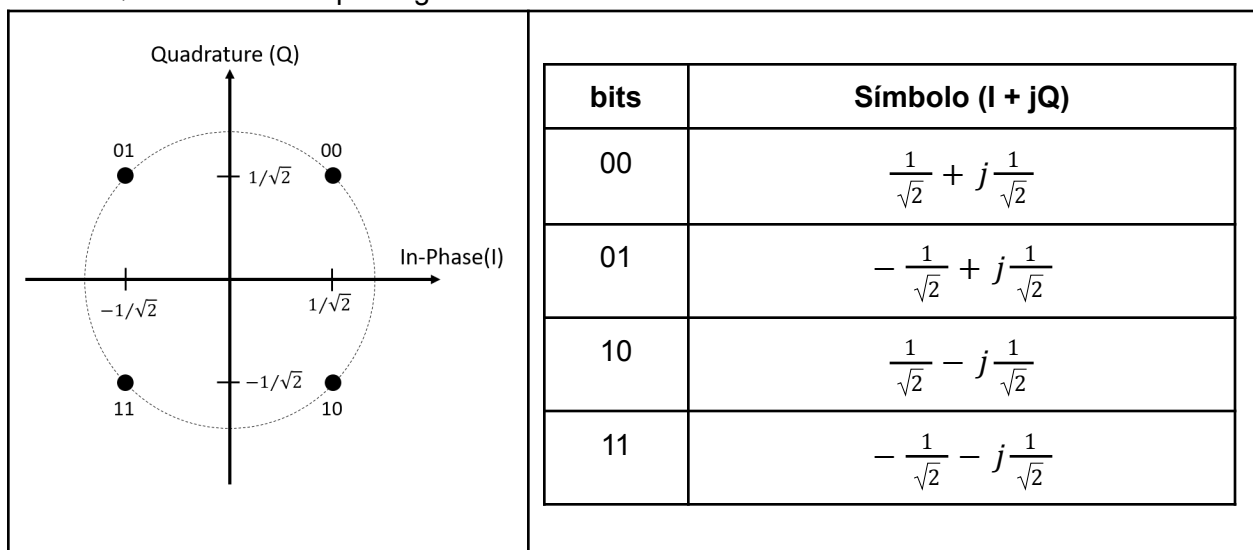 Quadrature (Q)
01
00
1/√2
In-Phase(I)
−1/√2
1/√2
−1/√2
11
10
bits
Símbolo (I + jQ)
00
1/√2 + j 1/√2
01
− 1/√2 + j 1/√2
10
1/√2 − j 1/√2
11
− 1/√2 − j 1/√2